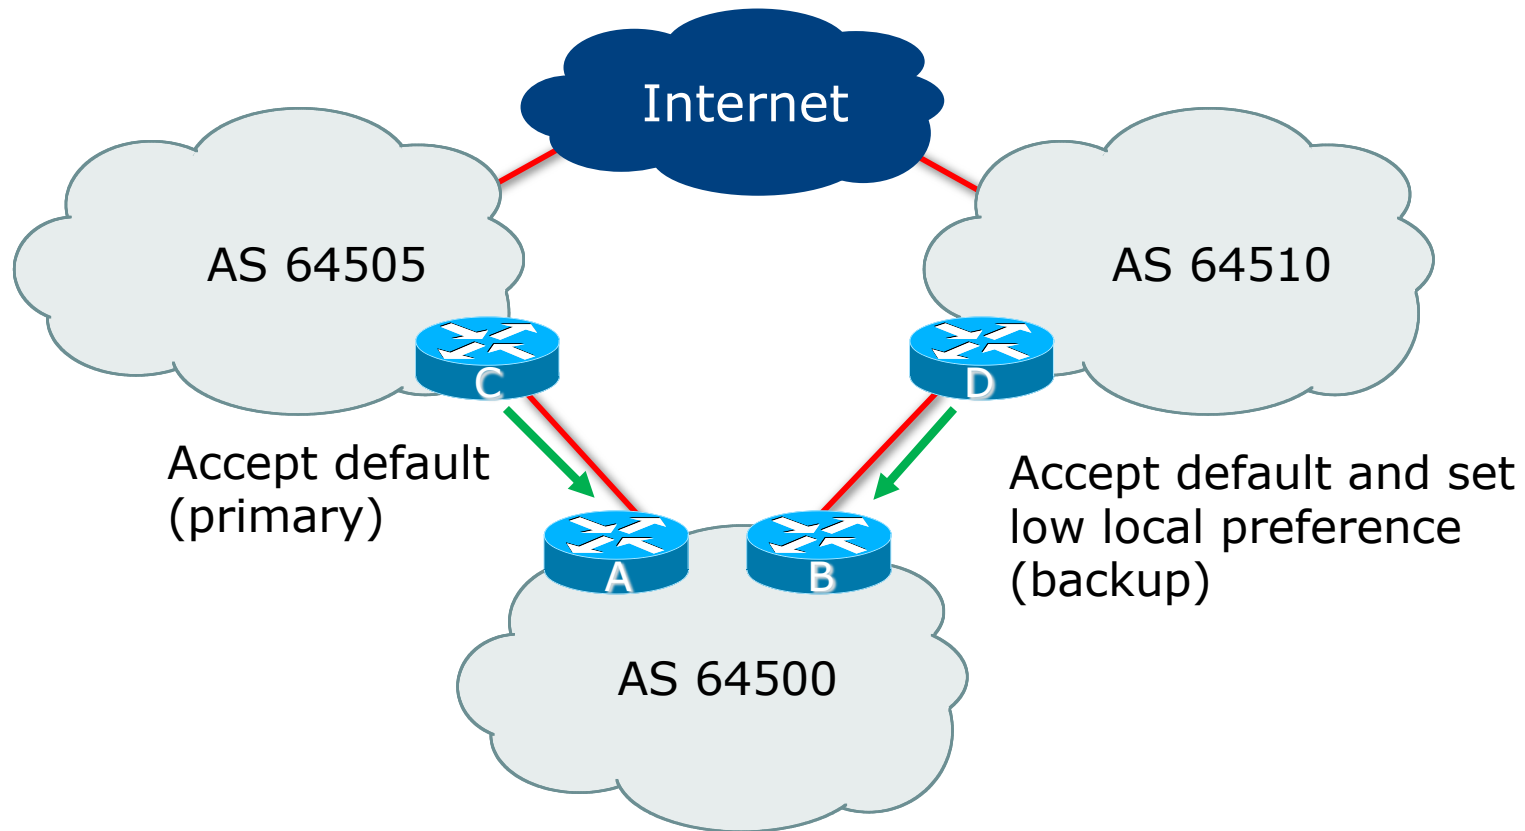 Internet
AS 64505
AS 64510
C
D
Accept default
(primary)
Accept default and set
low local preference
(backup)
A
B
AS 64500